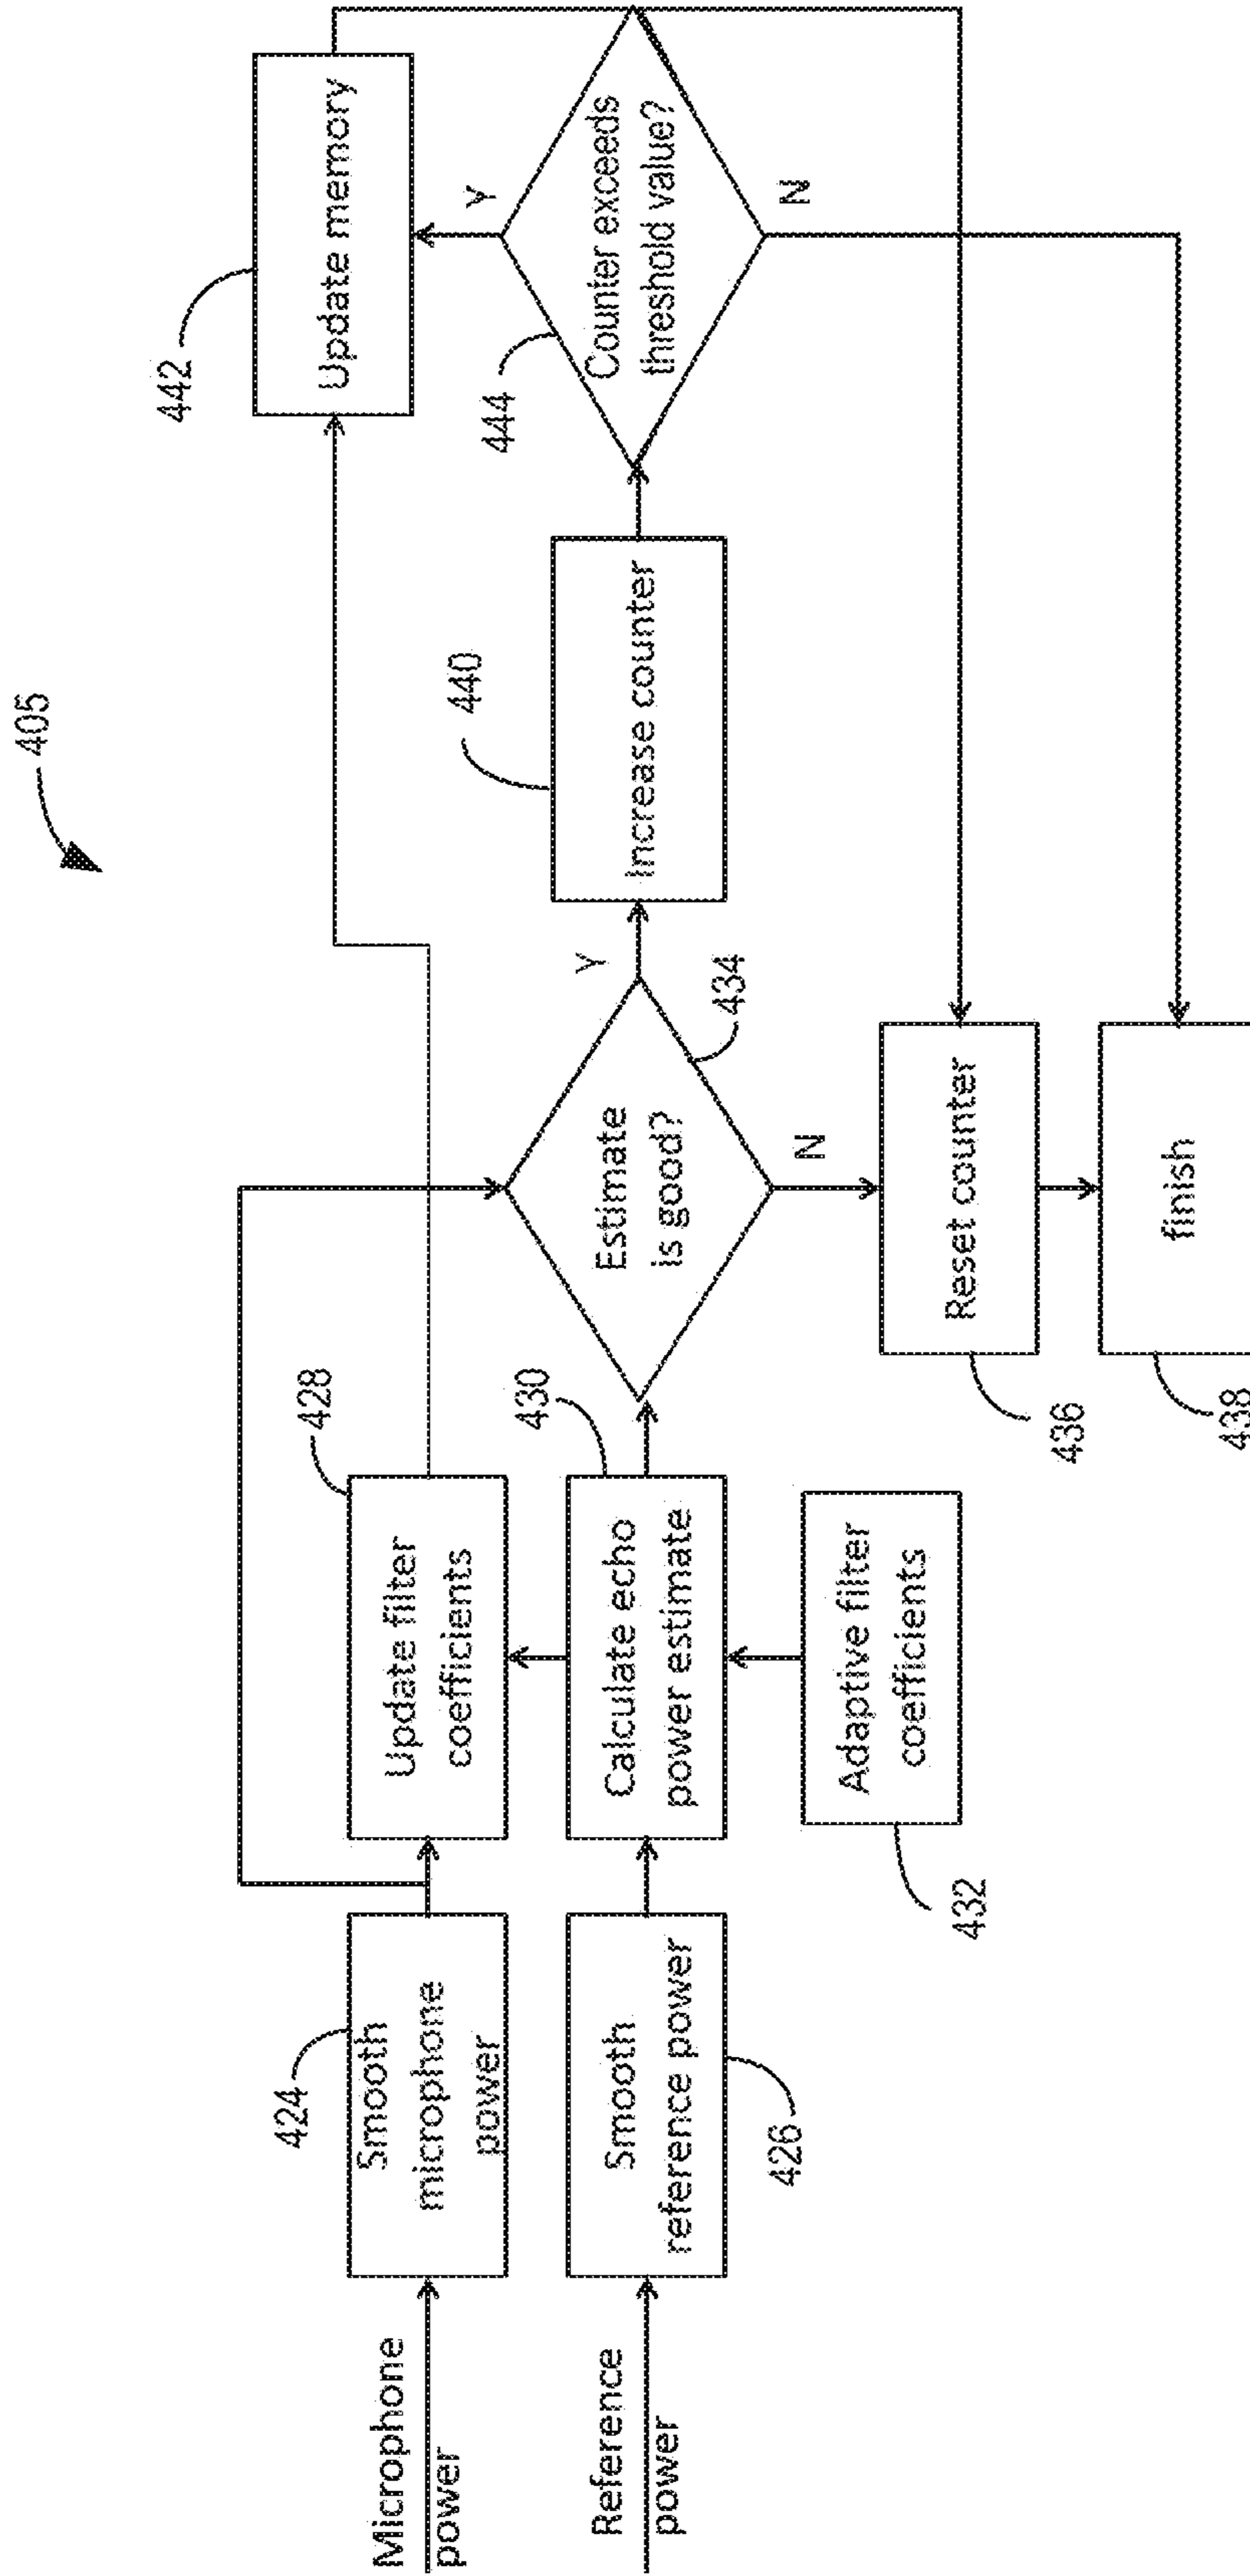 405
Microphone
power
424
Smooth
microphone
power
428
Update filter
coefficients
442
Update memory
Reference
power
426
Smooth
reference power
430
Calculate echo
power estimate
432
Adaptive filter
coefficients
434
Estimate
is good?
Y
N
440
Increase counter
444
Counter exceeds
threshold value?
Y
N
436
Reset counter
438
finish